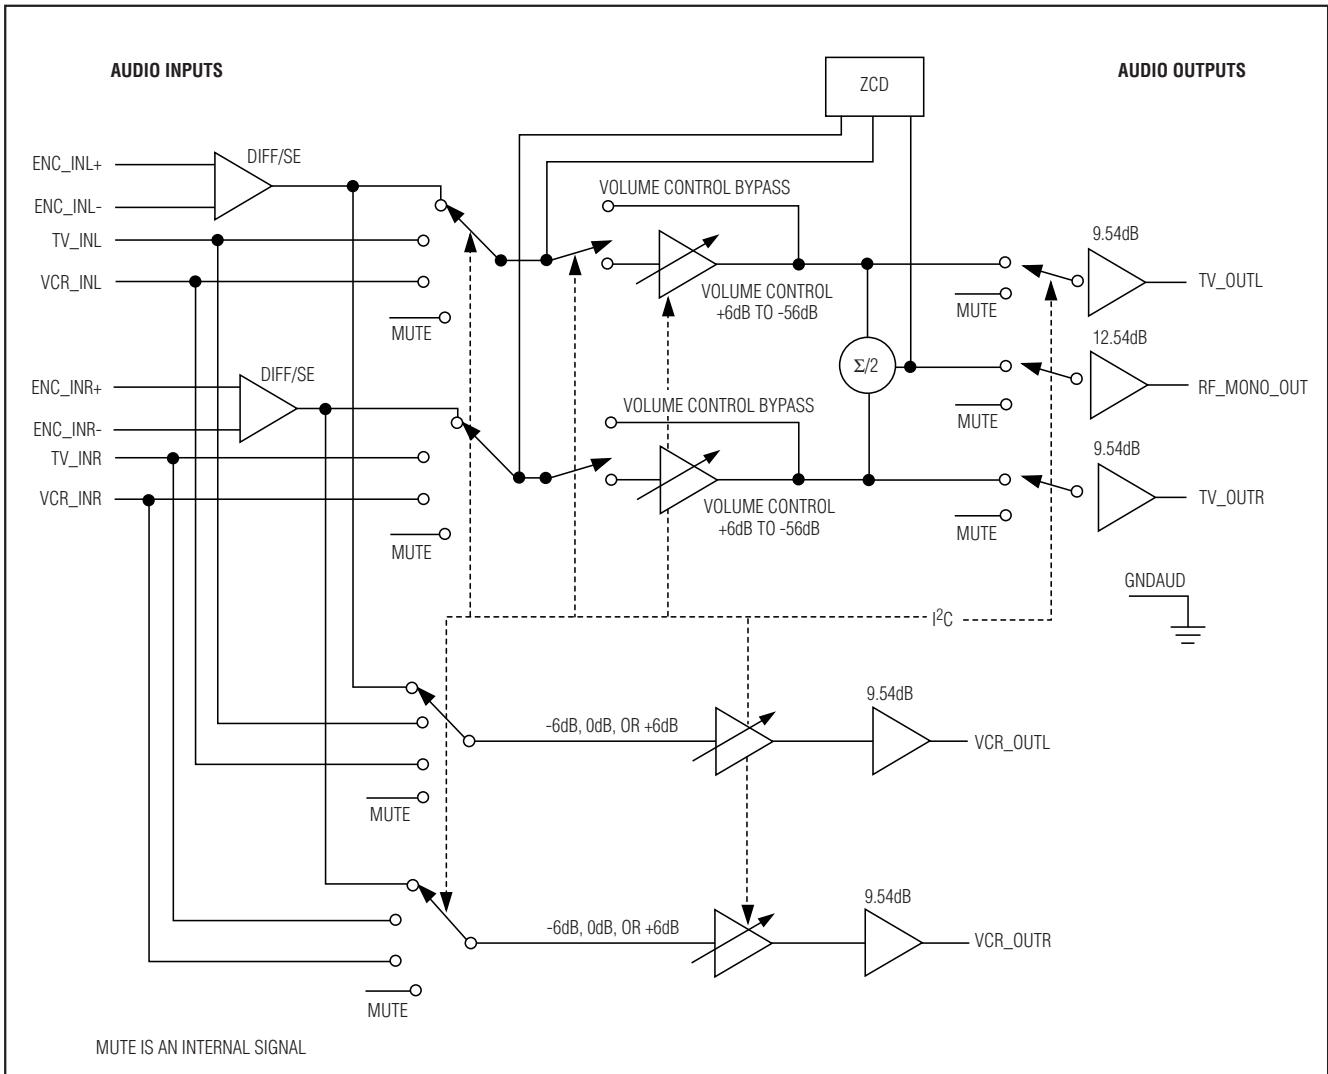 AUDIO INPUTS
AUDIO OUTPUTS
ZCD
ENC_INL+
DIFF/SE
ENC_INL-
VOLUME CONTROL BYPASS
TV_INL
9.54dB
VCR_INL
TV_OUTL
VOLUME CONTROL
+6dB TO -56dB
MUTE
MUTE
12.54dB
Σ/2
DIFF/SE
ENC_INR+
RF_MONO_OUT
VOLUME CONTROL BYPASS
MUTE
ENC_INR-
9.54dB
TV_INR
VCR_INR
TV_OUTR
VOLUME CONTROL
+6dB TO -56dB
MUTE
MUTE
GNDAUD
I²C
9.54dB
-6dB, 0dB, OR +6dB
VCR_OUTL
MUTE
9.54dB
-6dB, 0dB, OR +6dB
VCR_OUTR
MUTE
MUTE IS AN INTERNAL SIGNAL